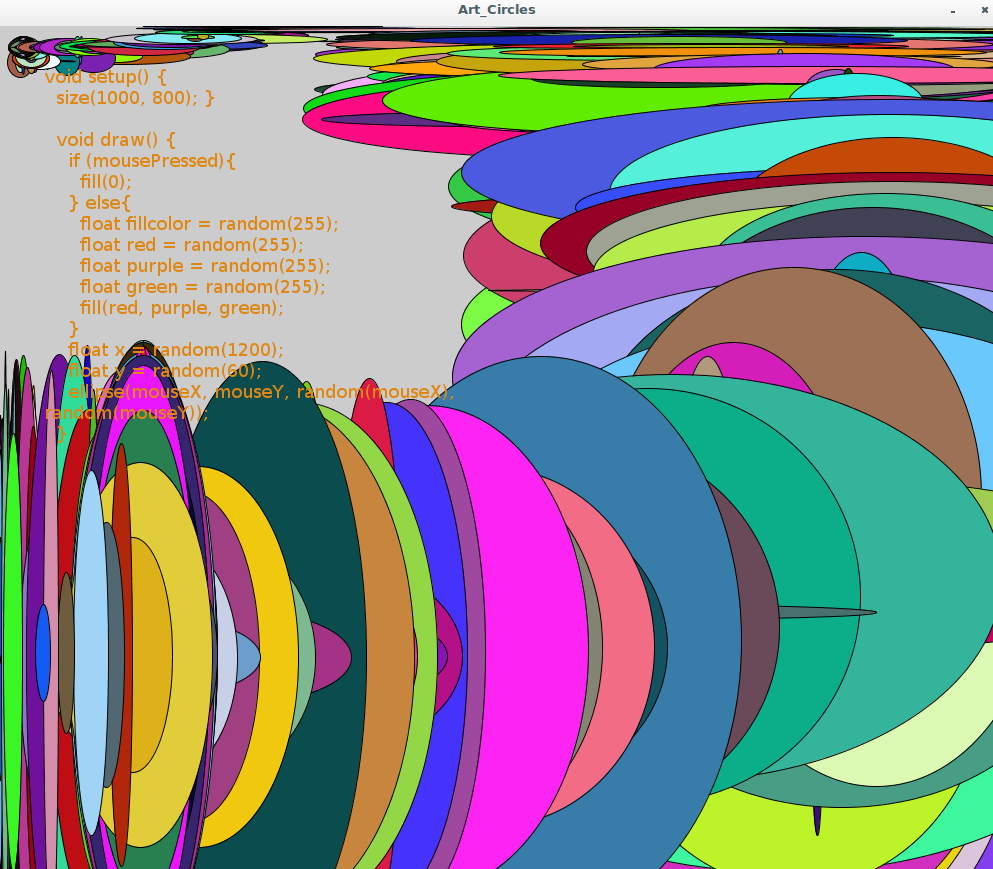 Art_Circles
void setup() {
size(1000, 800); }
void draw() {
if (mousePressed){
fill(0);
} else{
float fillcolor = random(255);
float red = random(255);
float purple = random(255);
float green = random(255);
fill(red, purple, green);
}
float x = random(1200);
float y = random(60);
ellipse(mouseX, mouseY, random(mouseX),
random(mouseY));
}